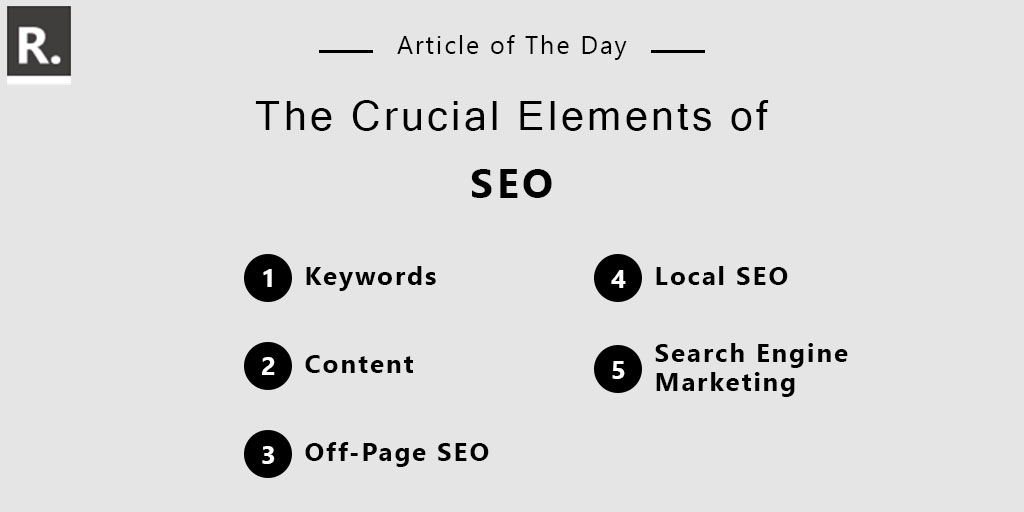 R.
Article of The Day
The Crucial Elements of
SEO
1 Keywords
2 Content
3 Off-Page SEO
4 Local SEO
5 Search Engine
Marketing